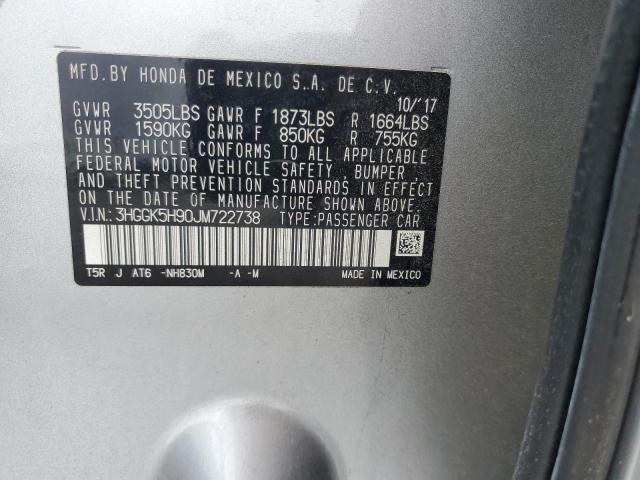 MFD.BY HONDA DE MEXICO S.A. DE C.V.
10/'17
GVWR 3505LBS GAWR F 1873LBS R 1664LBS
GVWR 1590KG GAWR F 850KG R 755KG
THIS VEHICLE CONFORMS TO ALL APPLICABLE
FEDERAL MOTOR VEHICLE SAFETY, BUMPER,
AND THEFT PREVENTION STANDARDS IN EFFECT
ON THE DATE OF MANUFACTURE SHOWN ABOVE.
V.I.N.: 3HGGK5H90JM722738 TYPE:PASSENGER CAR
T5R J AT6 -NH830M -A -M MADE IN MEXICO